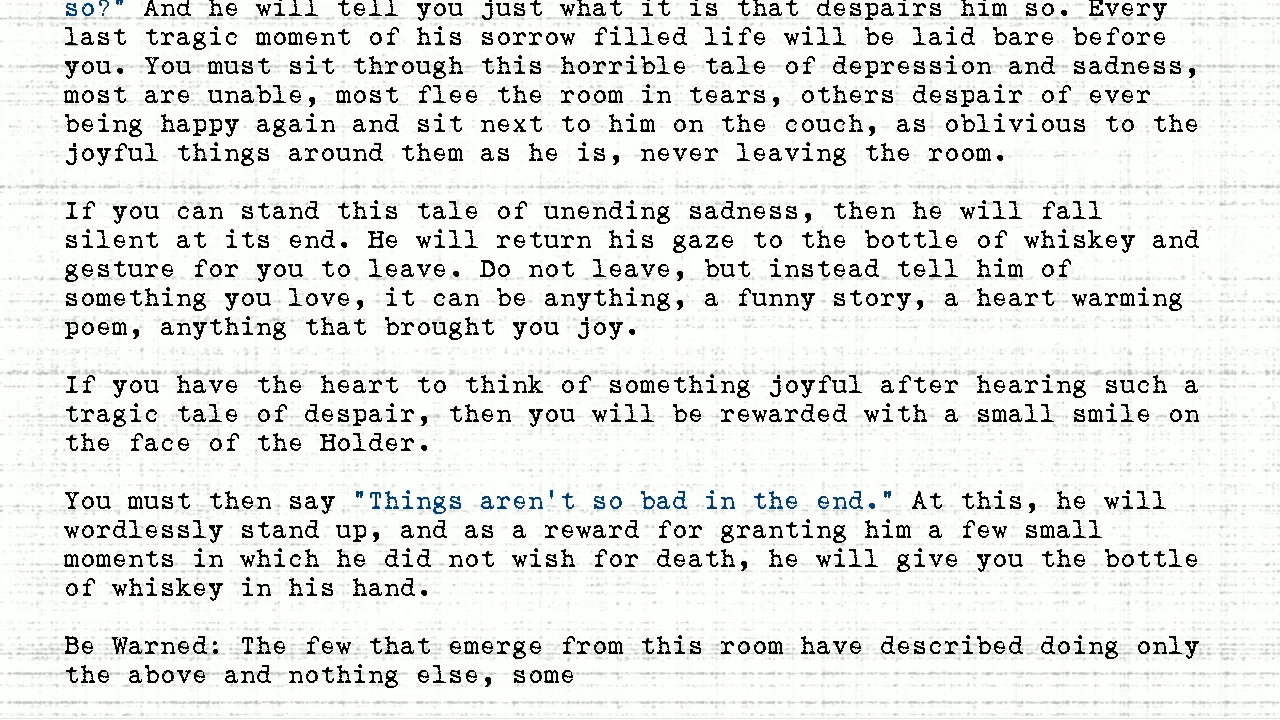 so?" And he will tell you just what it is that despairs him so. Every
last tragic moment of his sorrow filled life will be laid bare before
you. You must sit through this horrible tale of depression and sadness,
most are unable, most flee the room in tears, others despair of ever
being happy again and sit next to him on the couch, as oblivious to the
joyful things around them as he is, never leaving the room.
If you can stand this tale of unending sadness, then he will fall
silent at its end. He will return his gaze to the bottle of whiskey and
gesture for you to leave. Do not leave, but instead tell him of
something you love, it can be anything, a funny story, a heart warming
poem, anything that brought you joy.
If you have the heart to think of something joyful after hearing such a
tragic tale of despair, then you will be rewarded with a small smile on
the face of the Holder.
You must then say "Things aren't so bad in the end." At this, he will
wordlessly stand up, and as a reward for granting him a few small
moments in which he did not wish for death, he will give you the bottle
of whiskey in his hand.
Be Warned: The few that emerge from this room have described doing only
the above and nothing else, some